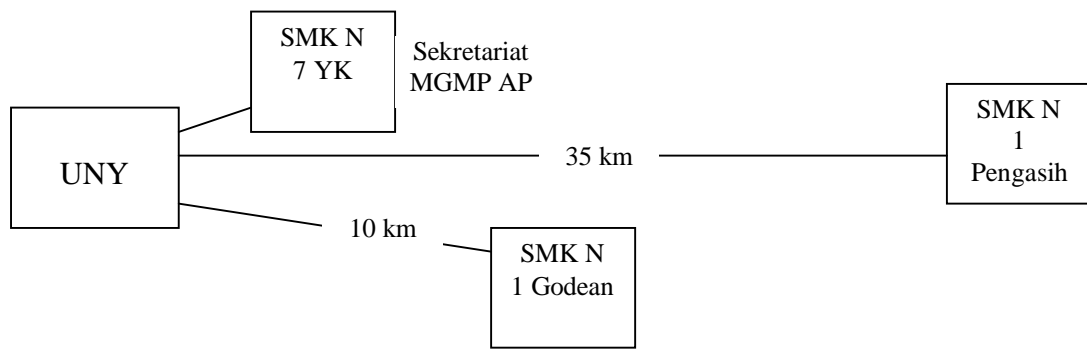 SMK N
7 YK
Sekretariat
MGMP AP
UNY
35 km
SMK N
1
Pengasih
10 km
SMK N
1 Godean